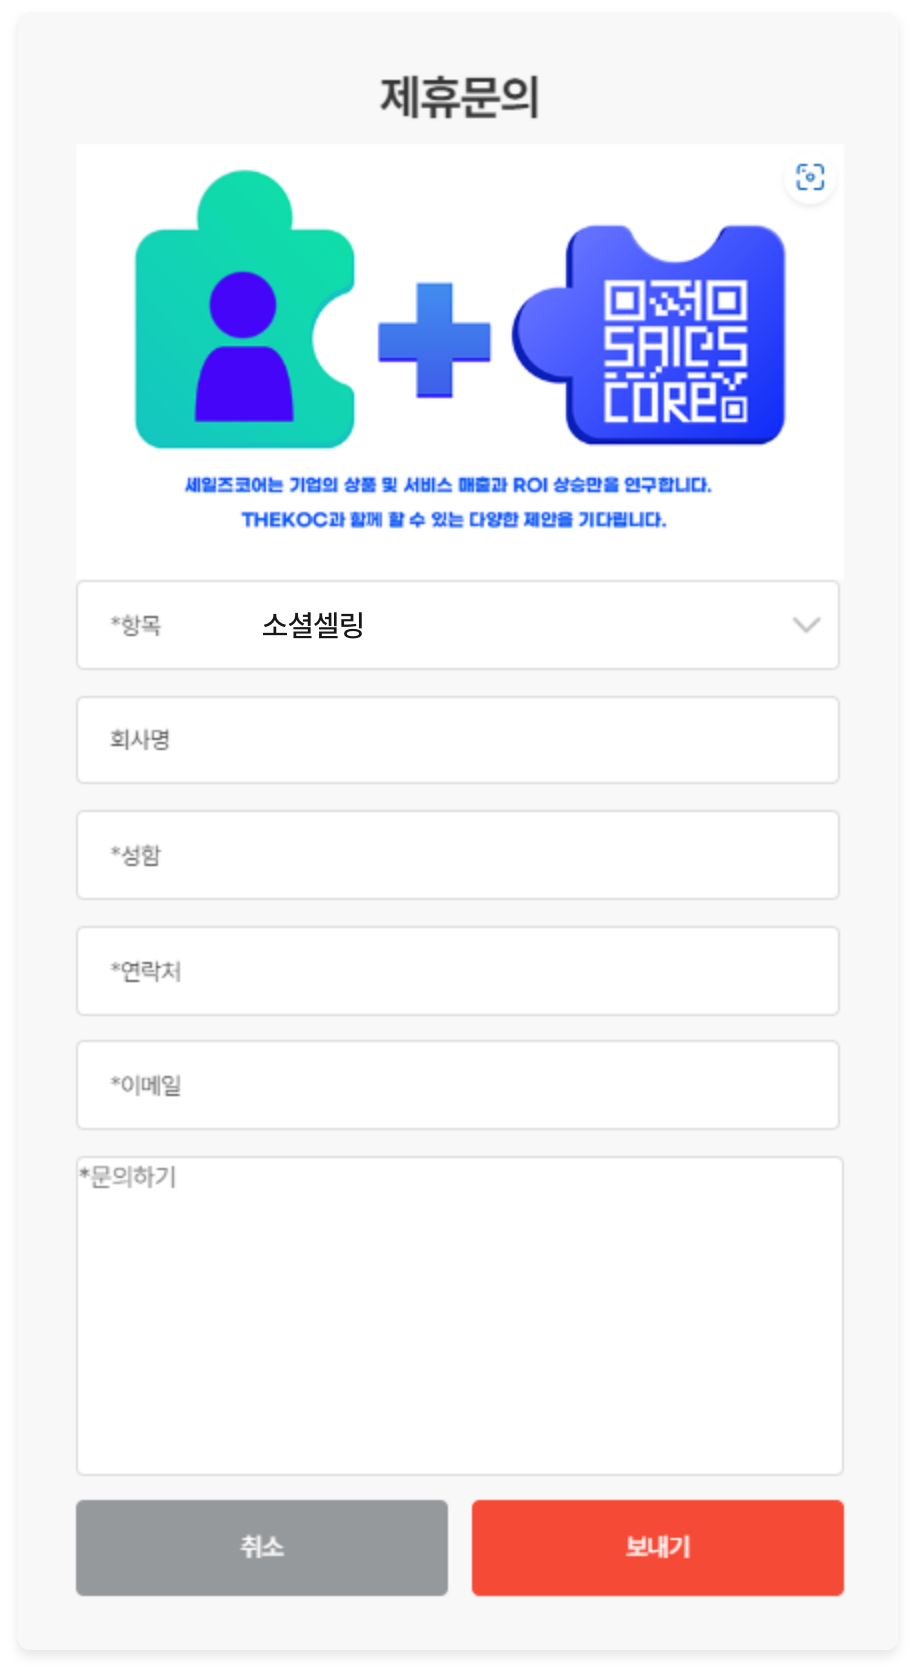 제휴문의
SAlES
CORE
세일즈코어는 기업의 상품 및 서비스 매출과 ROI 상승만을 연구합니다.
THEKOC과 함께 할 수 있는 다양한 제안을 기다립니다.
*항목 소셜셀링
회사명
*성함
*연락처
*이메일
*문의하기
취소 보내기